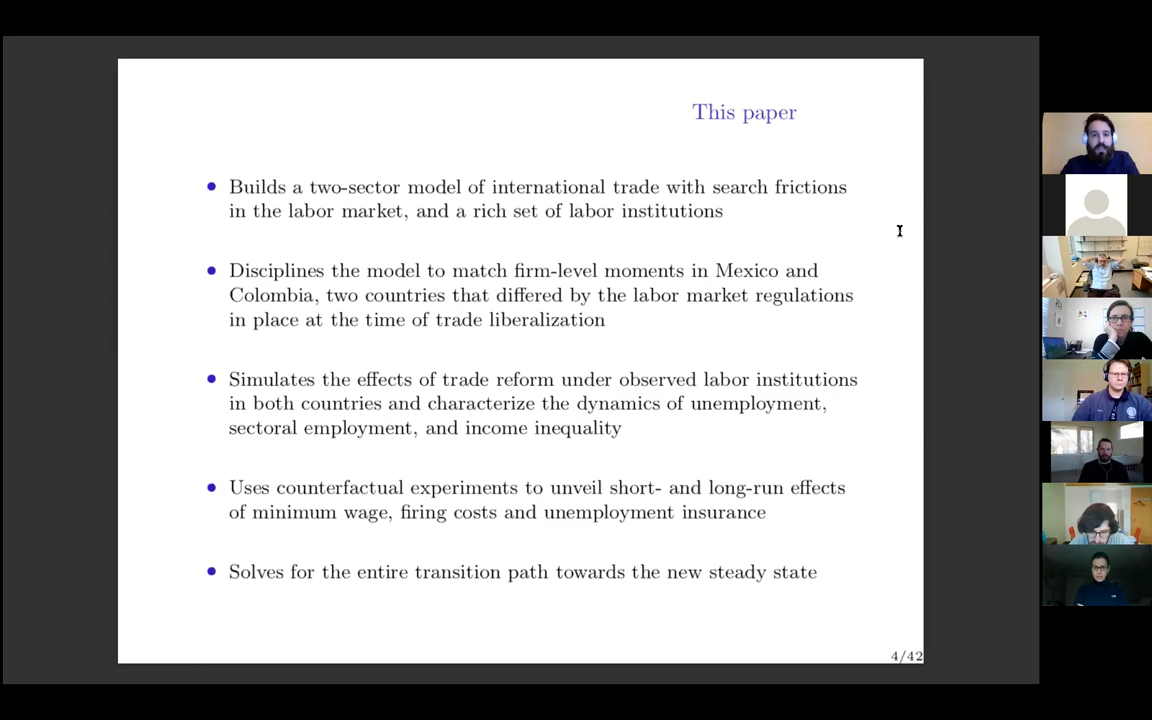 This paper
• Builds a two-sector model of international trade with search frictions
in the labor market, and a rich set of labor institutions
• Disciplines the model to match firm-level moments in Mexico and
Colombia, two countries that differed by the labor market regulations
in place at the time of trade liberalization
• Simulates the effects of trade reform under observed labor institutions
in both countries and characterize the dynamics of unemployment,
sectoral employment, and income inequality
• Uses counterfactual experiments to unveil short- and long-run effects
of minimum wage, firing costs and unemployment insurance
• Solves for the entire transition path towards the new steady state
4/42